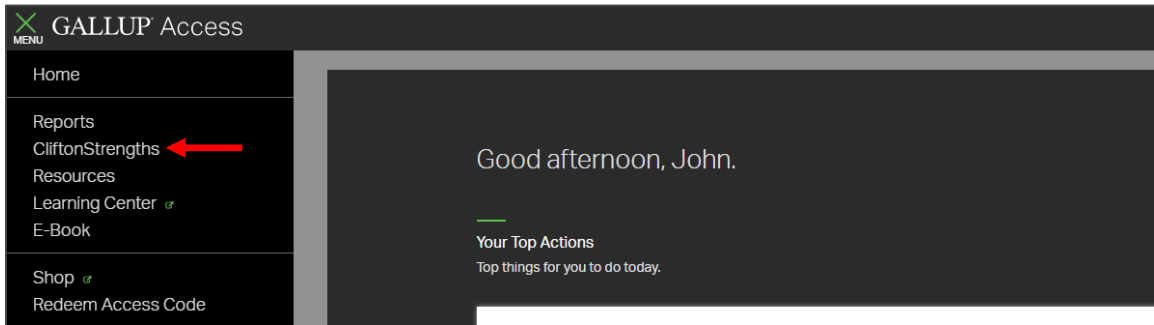 MENU
GALLUP® Access
Home
Reports
CliftonStrengths
Resources
Learning Center
E-Book
Shop
Redeem Access Code
Good afternoon, John.
Your Top Actions
Top things for you to do today.